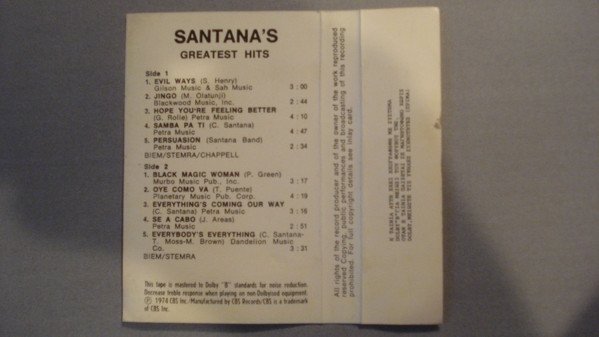 SANTANA'S
GREATEST HITS
Side 1
1. EVIL WAYS (S. Henry)
Gilson Music & Sah Music 3 : 00
2. JINGO (M. Olatunji)
Blackwood Music, Inc. 2 : 44
3. HOPE YOU'RE FEELING BETTER
(G. Rolie) Petra Music 4 : 10
4. SAMBA PA TI (C. Santana)
Petra Music 4 : 47
5. PERSUASION (Santana Band)
Petra Music 2 : 34
BIEM/STEMRA/CHAPPELL
Side 2
1. BLACK MAGIC WOMAN (P. Green)
Murbo Music Pub., Inc. 3 : 17
2. OYE COMO VA (T. Puente)
Planetary Music Pub. Corp. 4 : 19
3. EVERYTHING'S COMING OUR WAY
(C. Santana) Petra Music 3 : 16
4. SE A CABO (J. Areas)
Petra Music 2 : 51
5. EVERYBODY'S EVERYTHING (C. Santana-
T. Moss-M. Brown) Dandelion Music
Co. 3 : 31
BIEM/STEMRA
This tape is mastered to Dolby "B" standards for noise reduction.
Decrease treble response when playing on non-Dolbyised equipment.
Ⓟ 1974 CBS Inc./Manufactured by CBS Records/CBS is a trademark
of CBS Inc.
All rights of the record producer and of the owner of the work reproduced
reserved Copying, public performances and broadcasting of this recording
prohibited. For full copyright details see inlay card.